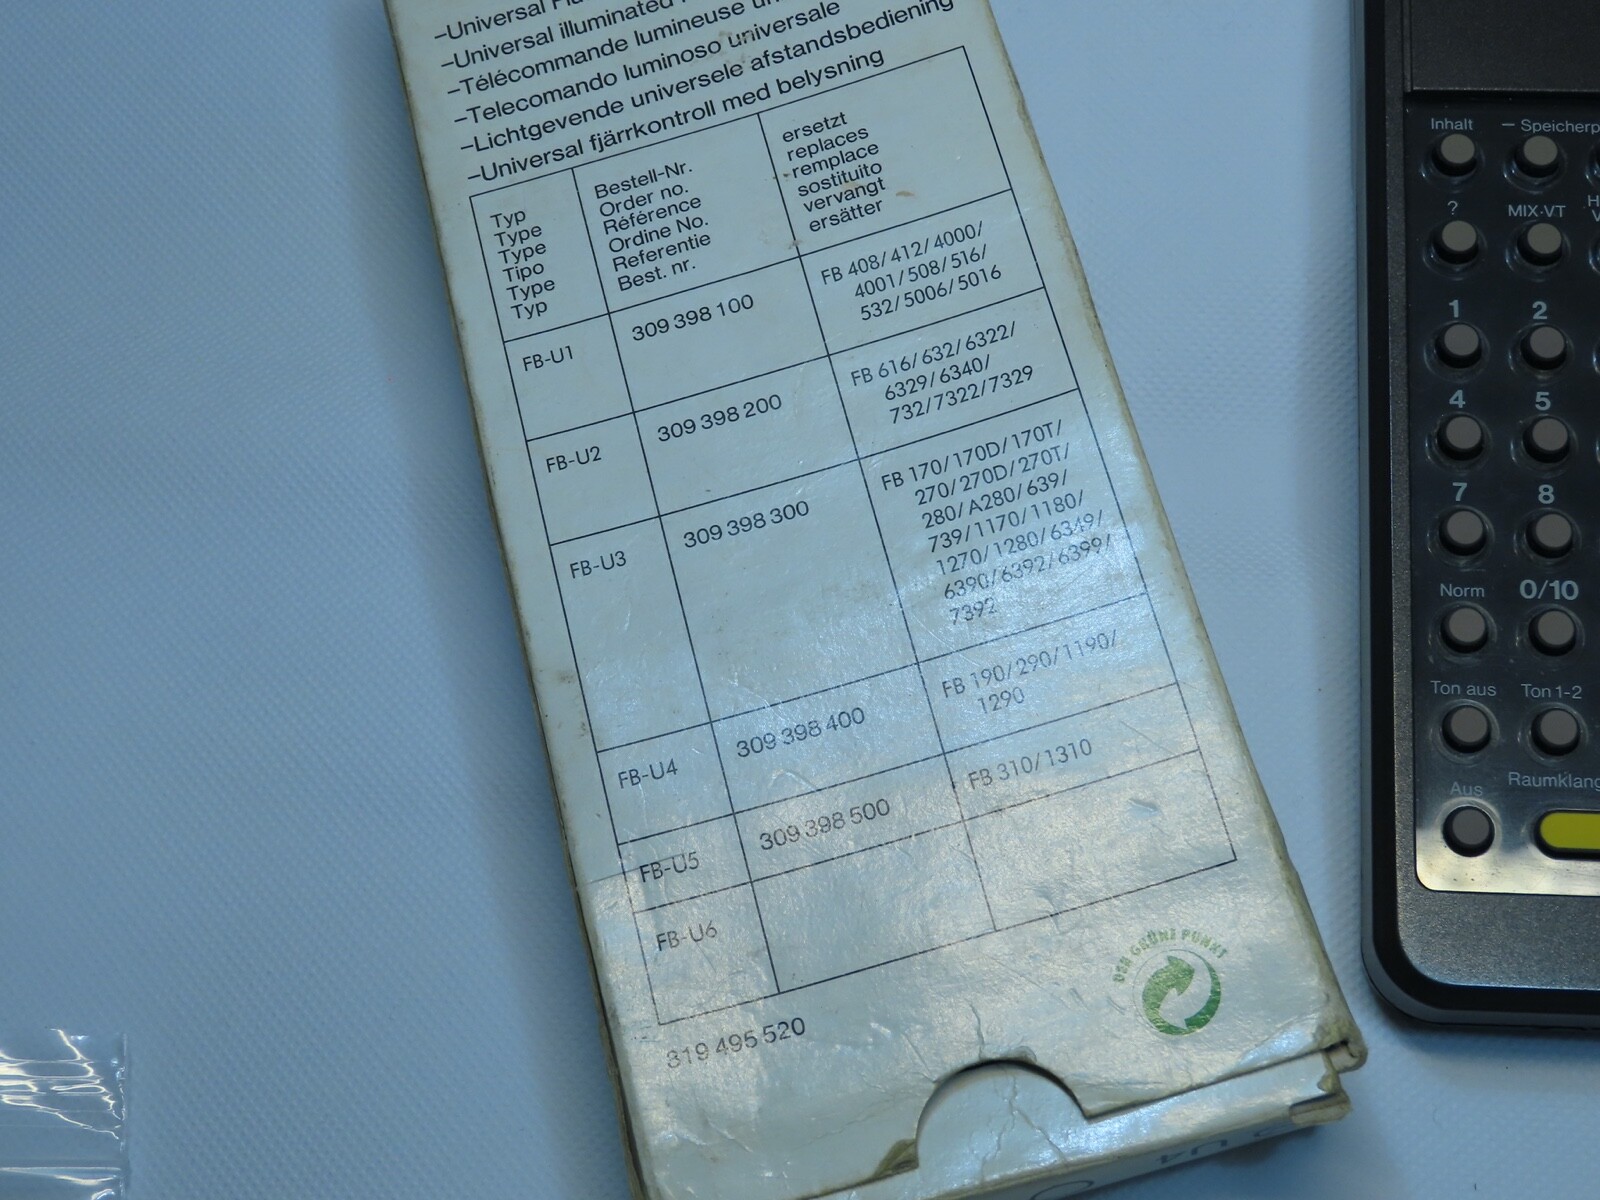 –Universal
–Universal illuminated
–Télécommande lumineuse
–Telecomando luminoso universale
–Lichtgevende universele afstandsbediening
–Universal fjärrkontroll med belysning
Typ
Type
Type
Tipo
Type
Typ
Bestell-Nr.
Order no.
Référence
Ordine No.
Referentie
Best. nr.
ersetzt
replaces
remplace
sostituito
vervangt
ersätter
FB-U1
309 398 100
FB 408/412/4000/
4001/508/516/
532/5006/5016
FB-U2
309 398 200
FB 616/632/6322/
6329/6340/
732/7322/7329
FB-U3
309 398 300
FB 170/170D/170T/
270/270D/270T/
280/A280/639/
739/1170/1180/
1270/1280/6349/
6390/6392/6399/
7392
FB-U4
309 398 400
FB 190/290/1190/
1290
FB-U5
309 398 500
FB 310/1310
FB-U6
319 495 520
DER GRÜNE PUNKT
U4
Inhalt
– Speicherp
?
MIX-VT
1
2
4
5
7
8
Norm
0/10
Ton aus
Ton 1-2
Aus
Raumklang